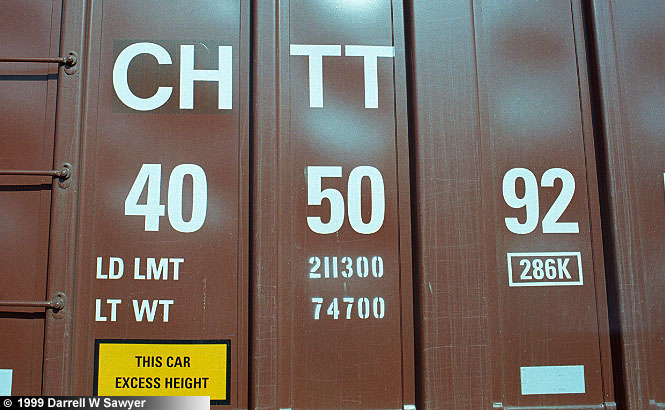 CH TT
40 50 92
LD LMT 211300 286K
LT WT 74700
THIS CAR
EXCESS HEIGHT
© 1999 Darrell W Sawyer